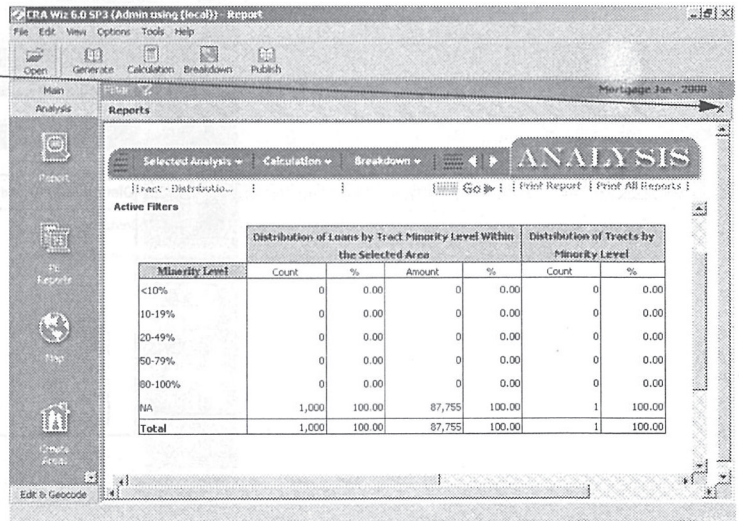 CRA Wiz 6.0 SP3 (Admin using (local)) - Report
File Edit View Options Tools Help
Open Generate Calculation Breakdown Publish
Main Filter Mortgage Jan - 2000
Analysis Reports
Selected Analysis Calculation Breakdown ANALYSIS
Tract - Distributio... Go Print Report Print All Reports
Active Filters
Distribution of Loans by Tract Minority Level Within the Selected Area Distribution of Tracts by Minority Level
Minority Level Count % Amount % Count %
<10% 0 0.00 0 0.00 0 0.00
10-19% 0 0.00 0 0.00 0 0.00
20-49% 0 0.00 0 0.00 0 0.00
50-79% 0 0.00 0 0.00 0 0.00
80-100% 0 0.00 0 0.00 0 0.00
NA 1,000 100.00 87,755 100.00 1 100.00
Total 1,000 100.00 87,755 100.00 1 100.00
Report
PE
Reports
Map
Create
Areas
Edit & Geocode